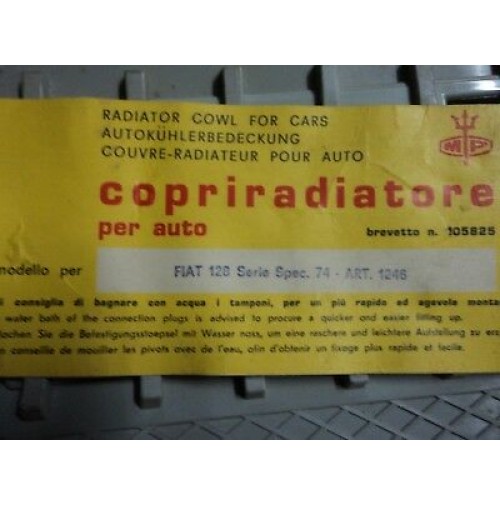 RADIATOR COWL FOR CARS
AUTOKÜHLERBEDECKUNG
COUVRE-RADIATEUR POUR AUTO
MP
copriradiatore
per auto
brevetto n. 105825
modello per
FIAT 128 Serie Spec. 74 - ART. 1246
i consiglia di bagnare con acqua i tamponi, per un più rapido ed agevole monta
water bath of the connection plugs is advised to procure a quicker and easier fitting up.
achen Sie die Befestigungsstoepsel mit Wasser nass, um eine raschere und leichtere Aufstellung zu erz
n conseille de mouiller les pivots avec de l'eau, afin d'obtenir un fixage plus rapide et facile.